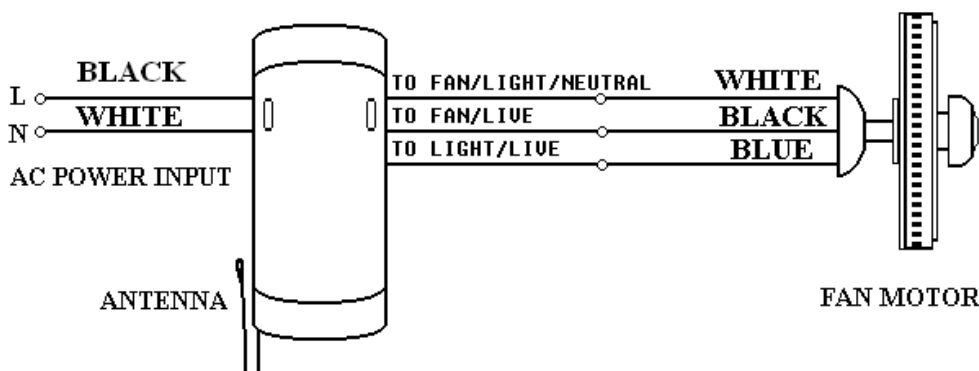 BLACK
L
WHITE
N
AC POWER INPUT
ANTENNA
TO FAN/LIGHT/NEUTRAL
TO FAN/LIVE
TO LIGHT/LIVE
WHITE
BLACK
BLUE
FAN MOTOR